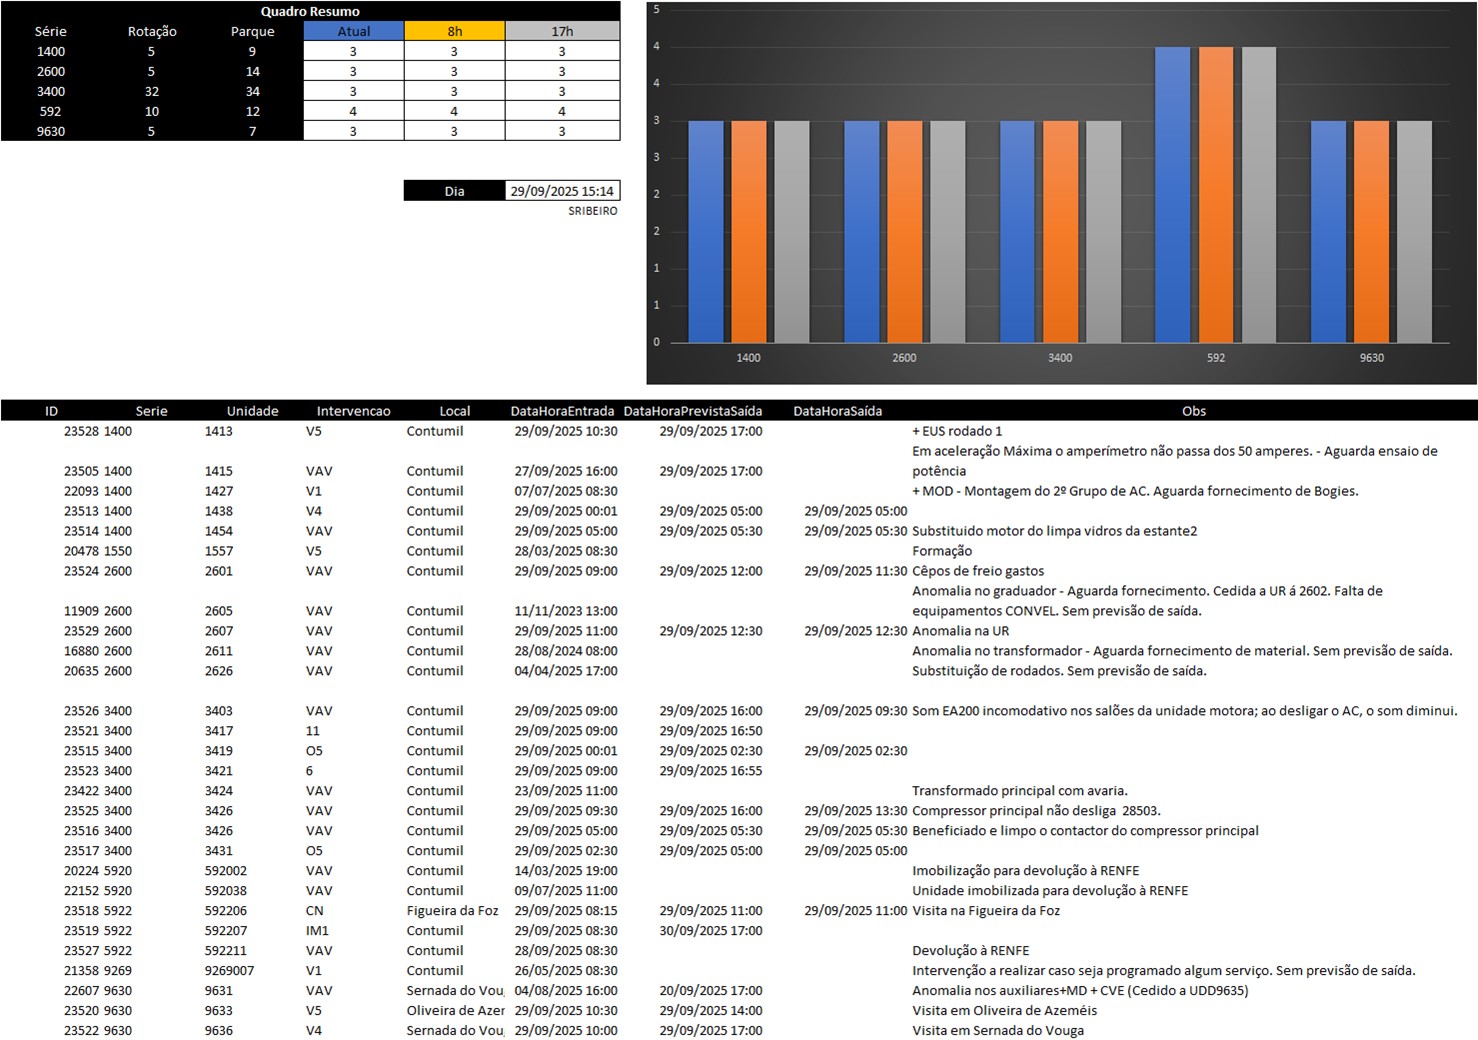 Quadro Resumo
Série Rotação Parque Atual 8h 17h
1400 5 9 3 3 3
2600 5 14 3 3 3
3400 32 34 3 3 3
592 10 12 4 4 4
9630 5 7 3 3 3
Dia 29/09/2025 15:14
SRIBEIRO
5
4
4
3
3
2
2
1
1
0
1400 2600 3400 592 9630
ID Serie Unidade Intervencao Local DataHoraEntrada DataHoraPrevistaSaída DataHoraSaída Obs
23528 1400 1413 V5 Contumil 29/09/2025 10:30 29/09/2025 17:00 + EUS rodado 1
Em aceleração Máxima o amperímetro não passa dos 50 amperes. - Aguarda ensaio de
23505 1400 1415 VAV Contumil 27/09/2025 16:00 29/09/2025 17:00 potência
22093 1400 1427 V1 Contumil 07/07/2025 08:30 + MOD - Montagem do 2º Grupo de AC. Aguarda fornecimento de Bogies.
23513 1400 1438 V4 Contumil 29/09/2025 00:01 29/09/2025 05:00 29/09/2025 05:00
23514 1400 1454 VAV Contumil 29/09/2025 05:00 29/09/2025 05:30 29/09/2025 05:30 Substituido motor do limpa vidros da estante2
20478 1550 1557 V5 Contumil 28/03/2025 08:30 Formação
23524 2600 2601 VAV Contumil 29/09/2025 09:00 29/09/2025 12:00 29/09/2025 11:30 Cêpos de freio gastos
Anomalia no graduador - Aguarda fornecimento. Cedida a UR á 2602. Falta de
11909 2600 2605 VAV Contumil 11/11/2023 13:00 equipamentos CONVEL. Sem previsão de saída.
23529 2600 2607 VAV Contumil 29/09/2025 11:00 29/09/2025 12:30 29/09/2025 12:30 Anomalia na UR
16880 2600 2611 VAV Contumil 28/08/2024 08:00 Anomalia no transformador - Aguarda fornecimento de material. Sem previsão de saída.
20635 2600 2626 VAV Contumil 04/04/2025 17:00 Substituição de rodados. Sem previsão de saída.
23526 3400 3403 VAV Contumil 29/09/2025 09:00 29/09/2025 16:00 29/09/2025 09:30 Som EA200 incomodativo nos salões da unidade motora; ao desligar o AC, o som diminui.
23521 3400 3417 11 Contumil 29/09/2025 09:00 29/09/2025 16:50
23515 3400 3419 O5 Contumil 29/09/2025 00:01 29/09/2025 02:30 29/09/2025 02:30
23523 3400 3421 6 Contumil 29/09/2025 09:00 29/09/2025 16:55
23422 3400 3424 VAV Contumil 23/09/2025 11:00 Transformado principal com avaria.
23525 3400 3426 VAV Contumil 29/09/2025 09:30 29/09/2025 16:00 29/09/2025 13:30 Compressor principal não desliga 28503.
23516 3400 3426 VAV Contumil 29/09/2025 05:00 29/09/2025 05:30 29/09/2025 05:30 Beneficiado e limpo o contactor do compressor principal
23517 3400 3431 O5 Contumil 29/09/2025 02:30 29/09/2025 05:00 29/09/2025 05:00
20224 5920 592002 VAV Contumil 14/03/2025 19:00 Imobilização para devolução à RENFE
22152 5920 592038 VAV Contumil 09/07/2025 11:00 Unidade imobilizada para devolução à RENFE
23518 5922 592206 CN Figueira da Foz 29/09/2025 08:15 29/09/2025 11:00 29/09/2025 11:00 Visita na Figueira da Foz
23519 5922 592207 IM1 Contumil 29/09/2025 08:30 30/09/2025 17:00
23527 5922 592211 VAV Contumil 28/09/2025 08:30 Devolução à RENFE
21358 9269 9269007 V1 Contumil 26/05/2025 08:30 Intervenção a realizar caso seja programado algum serviço. Sem previsão de saída.
22607 9630 9631 VAV Sernada do Vou 04/08/2025 16:00 20/09/2025 17:00 Anomalia nos auxiliares+MD + CVE (Cedido a UDD9635)
23520 9630 9633 V5 Oliveira de Azer 29/09/2025 10:30 29/09/2025 14:00 Visita em Oliveira de Azeméis
23522 9630 9636 V4 Sernada do Vou 29/09/2025 10:00 29/09/2025 17:00 Visita em Sernada do Vouga